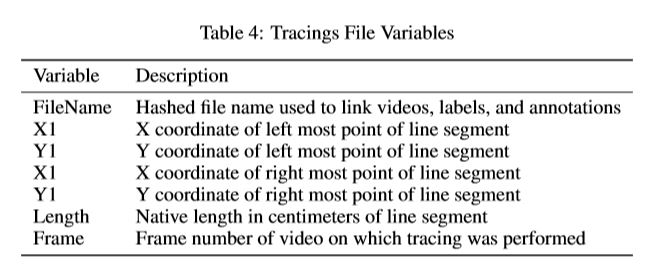 Table 4: Tracings File Variables
Variable Description
FileName Hashed file name used to link videos, labels, and annotations
X1 X coordinate of left most point of line segment
Y1 Y coordinate of left most point of line segment
X1 X coordinate of right most point of line segment
Y1 Y coordinate of right most point of line segment
Length Native length in centimeters of line segment
Frame Frame number of video on which tracing was performed